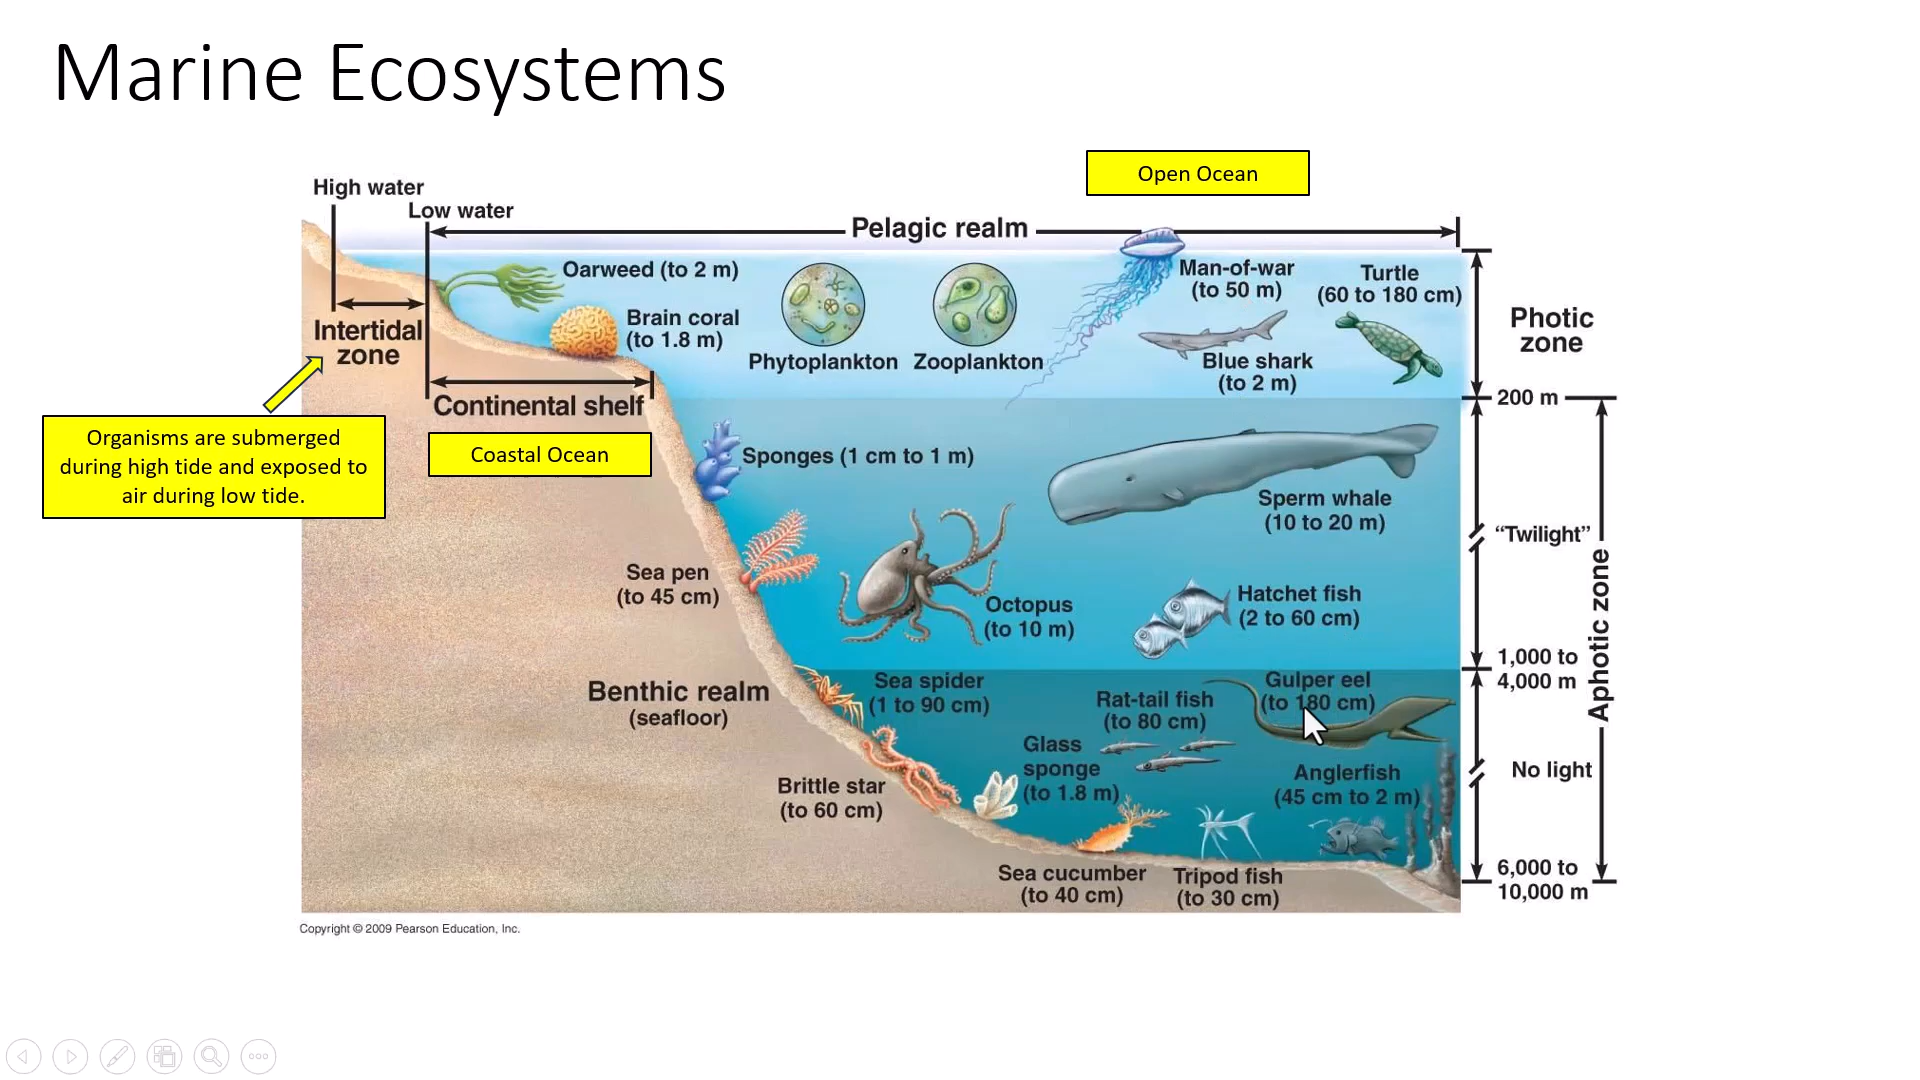 Marine Ecosystems
Open Ocean
High water
Low water
Pelagic realm
Oarweed (to 2 m)
Man-of-war
(to 50 m)
Turtle
(60 to 180 cm)
Brain coral
(to 1.8 m)
Phytoplankton
Zooplankton
Blue shark
(to 2 m)
Photic
zone
Intertidal
zone
200 m
Continental shelf
Coastal Ocean
Organisms are submerged
during high tide and exposed to
air during low tide.
Sponges (1 cm to 1 m)
Sperm whale
(10 to 20 m)
“Twilight”
Sea pen
(to 45 cm)
Octopus
(to 10 m)
Hatchet fish
(2 to 60 cm)
Aphotic zone
1,000 to
4,000 m
Benthic realm
(seafloor)
Sea spider
(1 to 90 cm)
Rat-tail fish
(to 80 cm)
Gulper eel
(to 180 cm)
Glass
sponge
(to 1.8 m)
Brittle star
(to 60 cm)
Anglerfish
(45 cm to 2 m)
No light
Sea cucumber
(to 40 cm)
Tripod fish
(to 30 cm)
6,000 to
10,000 m
Copyright © 2009 Pearson Education, Inc.